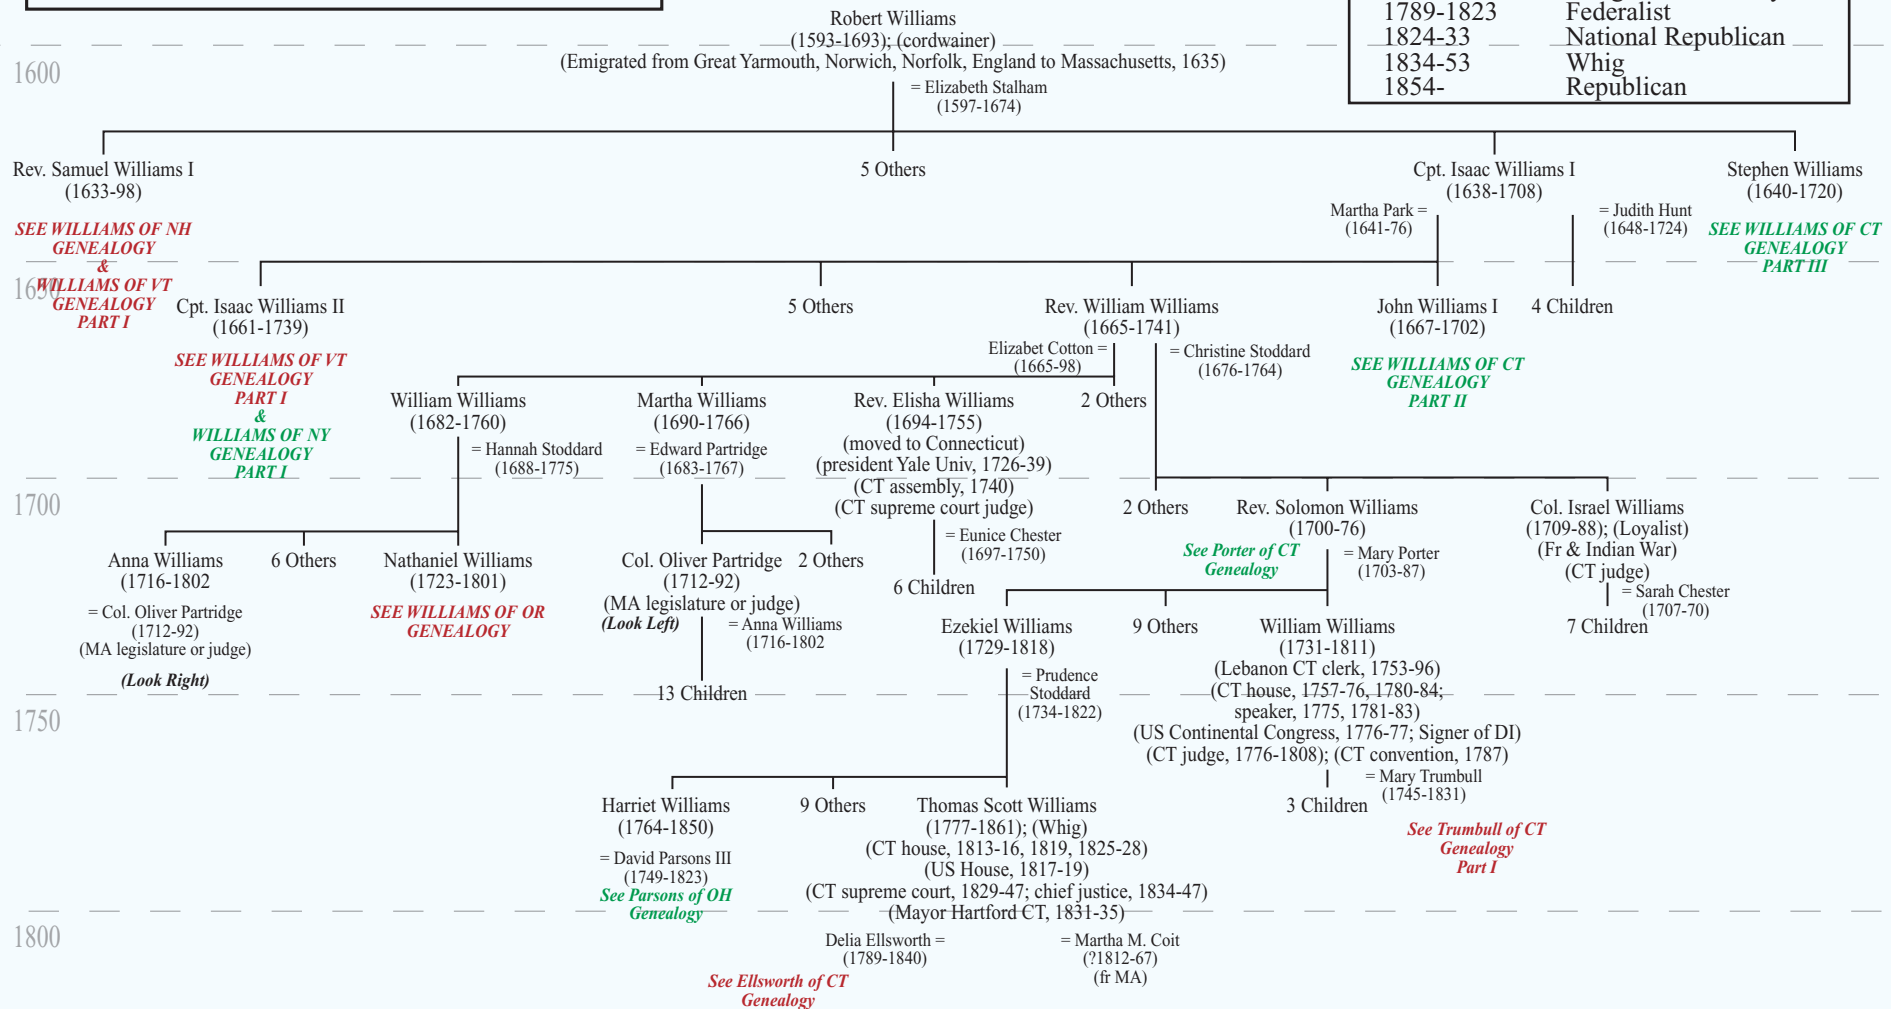 1789-1823 Federalist
1824-33 National Republican
1834-53 Whig
1854- Republican
Robert Williams
(1593-1693); (cordwainer)
(Emigrated from Great Yarmouth, Norwich, Norfolk, England to Massachusetts, 1635)
1600
= Elizabeth Stalham
(1597-1674)
Rev. Samuel Williams I
(1633-98)
SEE WILLIAMS OF NH
GENEALOGY
&
WILLIAMS OF VT
GENEALOGY
PART I
5 Others
Cpt. Isaac Williams I
(1638-1708)
Martha Park =
(1641-76)
= Judith Hunt
(1648-1724)
Stephen Williams
(1640-1720)
SEE WILLIAMS OF CT
GENEALOGY
PART III
1650
Cpt. Isaac Williams II
(1661-1739)
SEE WILLIAMS OF VT
GENEALOGY
PART I
&
WILLIAMS OF NY
GENEALOGY
PART I
5 Others
Rev. William Williams
(1665-1741)
Elizabet Cotton =
(1665-98)
= Christine Stoddard
(1676-1764)
John Williams I
(1667-1702)
SEE WILLIAMS OF CT
GENEALOGY
PART II
4 Children
William Williams
(1682-1760)
= Hannah Stoddard
(1688-1775)
Martha Williams
(1690-1766)
= Edward Partridge
(1683-1767)
Rev. Elisha Williams
(1694-1755)
(moved to Connecticut)
(president Yale Univ, 1726-39)
(CT assembly, 1740)
(CT supreme court judge)
= Eunice Chester
(1697-1750)
6 Children
2 Others
1700
2 Others
Rev. Solomon Williams
(1700-76)
See Porter of CT
Genealogy
= Mary Porter
(1703-87)
Col. Israel Williams
(1709-88); (Loyalist)
(Fr & Indian War)
(CT judge)
= Sarah Chester
(1707-70)
7 Children
Anna Williams
(1716-1802
= Col. Oliver Partridge
(1712-92)
(MA legislature or judge)
(Look Right)
6 Others
Nathaniel Williams
(1723-1801)
SEE WILLIAMS OF OR
GENEALOGY
Col. Oliver Partridge
(1712-92)
(MA legislature or judge)
(Look Left)
= Anna Williams
(1716-1802
13 Children
2 Others
Ezekiel Williams
(1729-1818)
= Prudence
Stoddard
(1734-1822)
9 Others
William Williams
(1731-1811)
(Lebanon CT clerk, 1753-96)
(CT house, 1757-76, 1780-84;
speaker, 1775, 1781-83)
(US Continental Congress, 1776-77; Signer of DI)
(CT judge, 1776-1808); (CT convention, 1787)
= Mary Trumbull
(1745-1831)
3 Children
See Trumbull of CT
Genealogy
Part I
1750
Harriet Williams
(1764-1850)
= David Parsons III
(1749-1823)
See Parsons of OH
Genealogy
9 Others
Thomas Scott Williams
(1777-1861); (Whig)
(CT house, 1813-16, 1819, 1825-28)
(US House, 1817-19)
(CT supreme court, 1829-47; chief justice, 1834-47)
(Mayor Hartford CT, 1831-35)
1800
Delia Ellsworth =
(1789-1840)
See Ellsworth of CT
Genealogy
= Martha M. Coit
(?1812-67)
(fr MA)